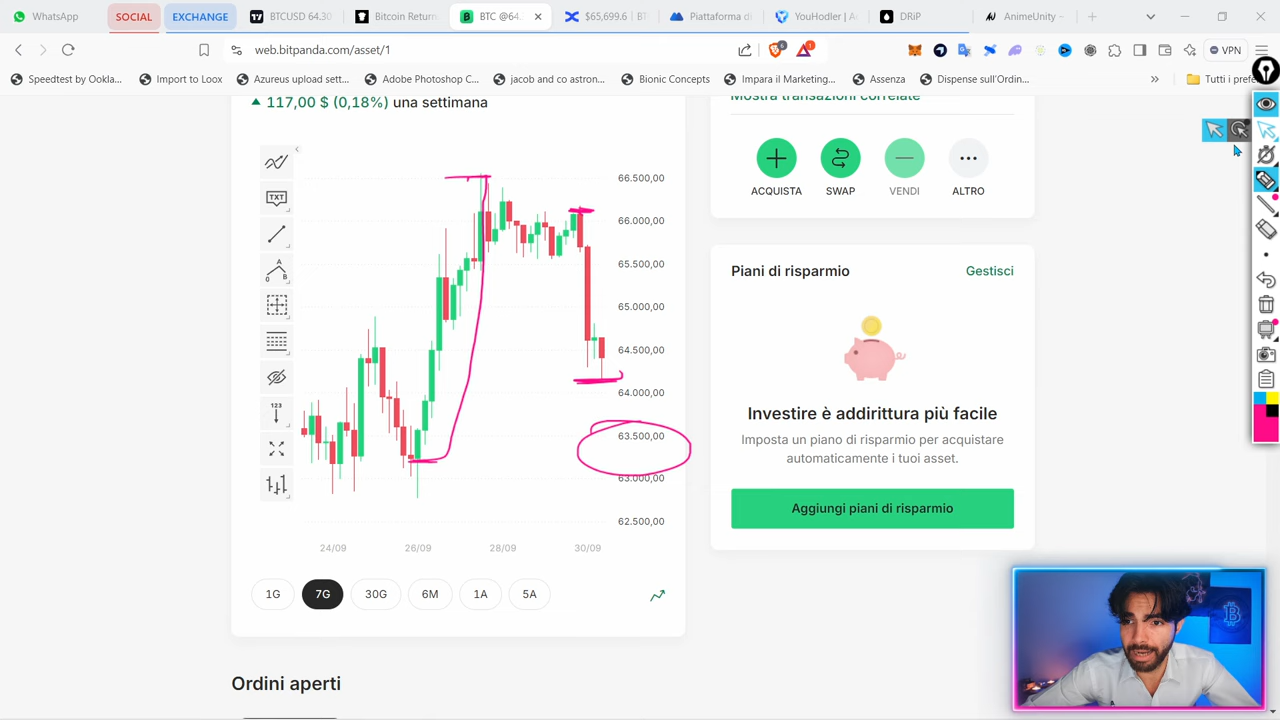 WhatsApp
SOCIAL
EXCHANGE
BTCUSD 64.30
Bitcoin Return
BTC @64.
$65,699.6 | B
Piattaforma di
YouHodler | A
DRiP
AnimeUnity -
web.bitpanda.com/asset/1
6
1
VPN
Speedtest by Ookla...
Import to Loox
Azureus upload sett...
Adobe Photoshop C...
jacob and co astron...
Bionic Concepts
Impara il Marketing...
Assenza
Dispense sull'Ordin...
»
Tutti i prefe
117,00 $ (0,18%) una settimana
TXT
A
B
123
66.500,00
66.000,00
65.500,00
65.000,00
64.500,00
64.000,00
63.500,00
63.000,00
62.500,00
24/09
26/09
28/09
30/09
1G
7G
30G
6M
1A
5A
Ordini aperti
Mostra transazioni correlate
ACQUISTA
SWAP
VENDI
ALTRO
Piani di risparmio
Gestisci
Investire è addirittura più facile
Imposta un piano di risparmio per acquistare
automaticamente i tuoi asset.
Aggiungi piani di risparmio